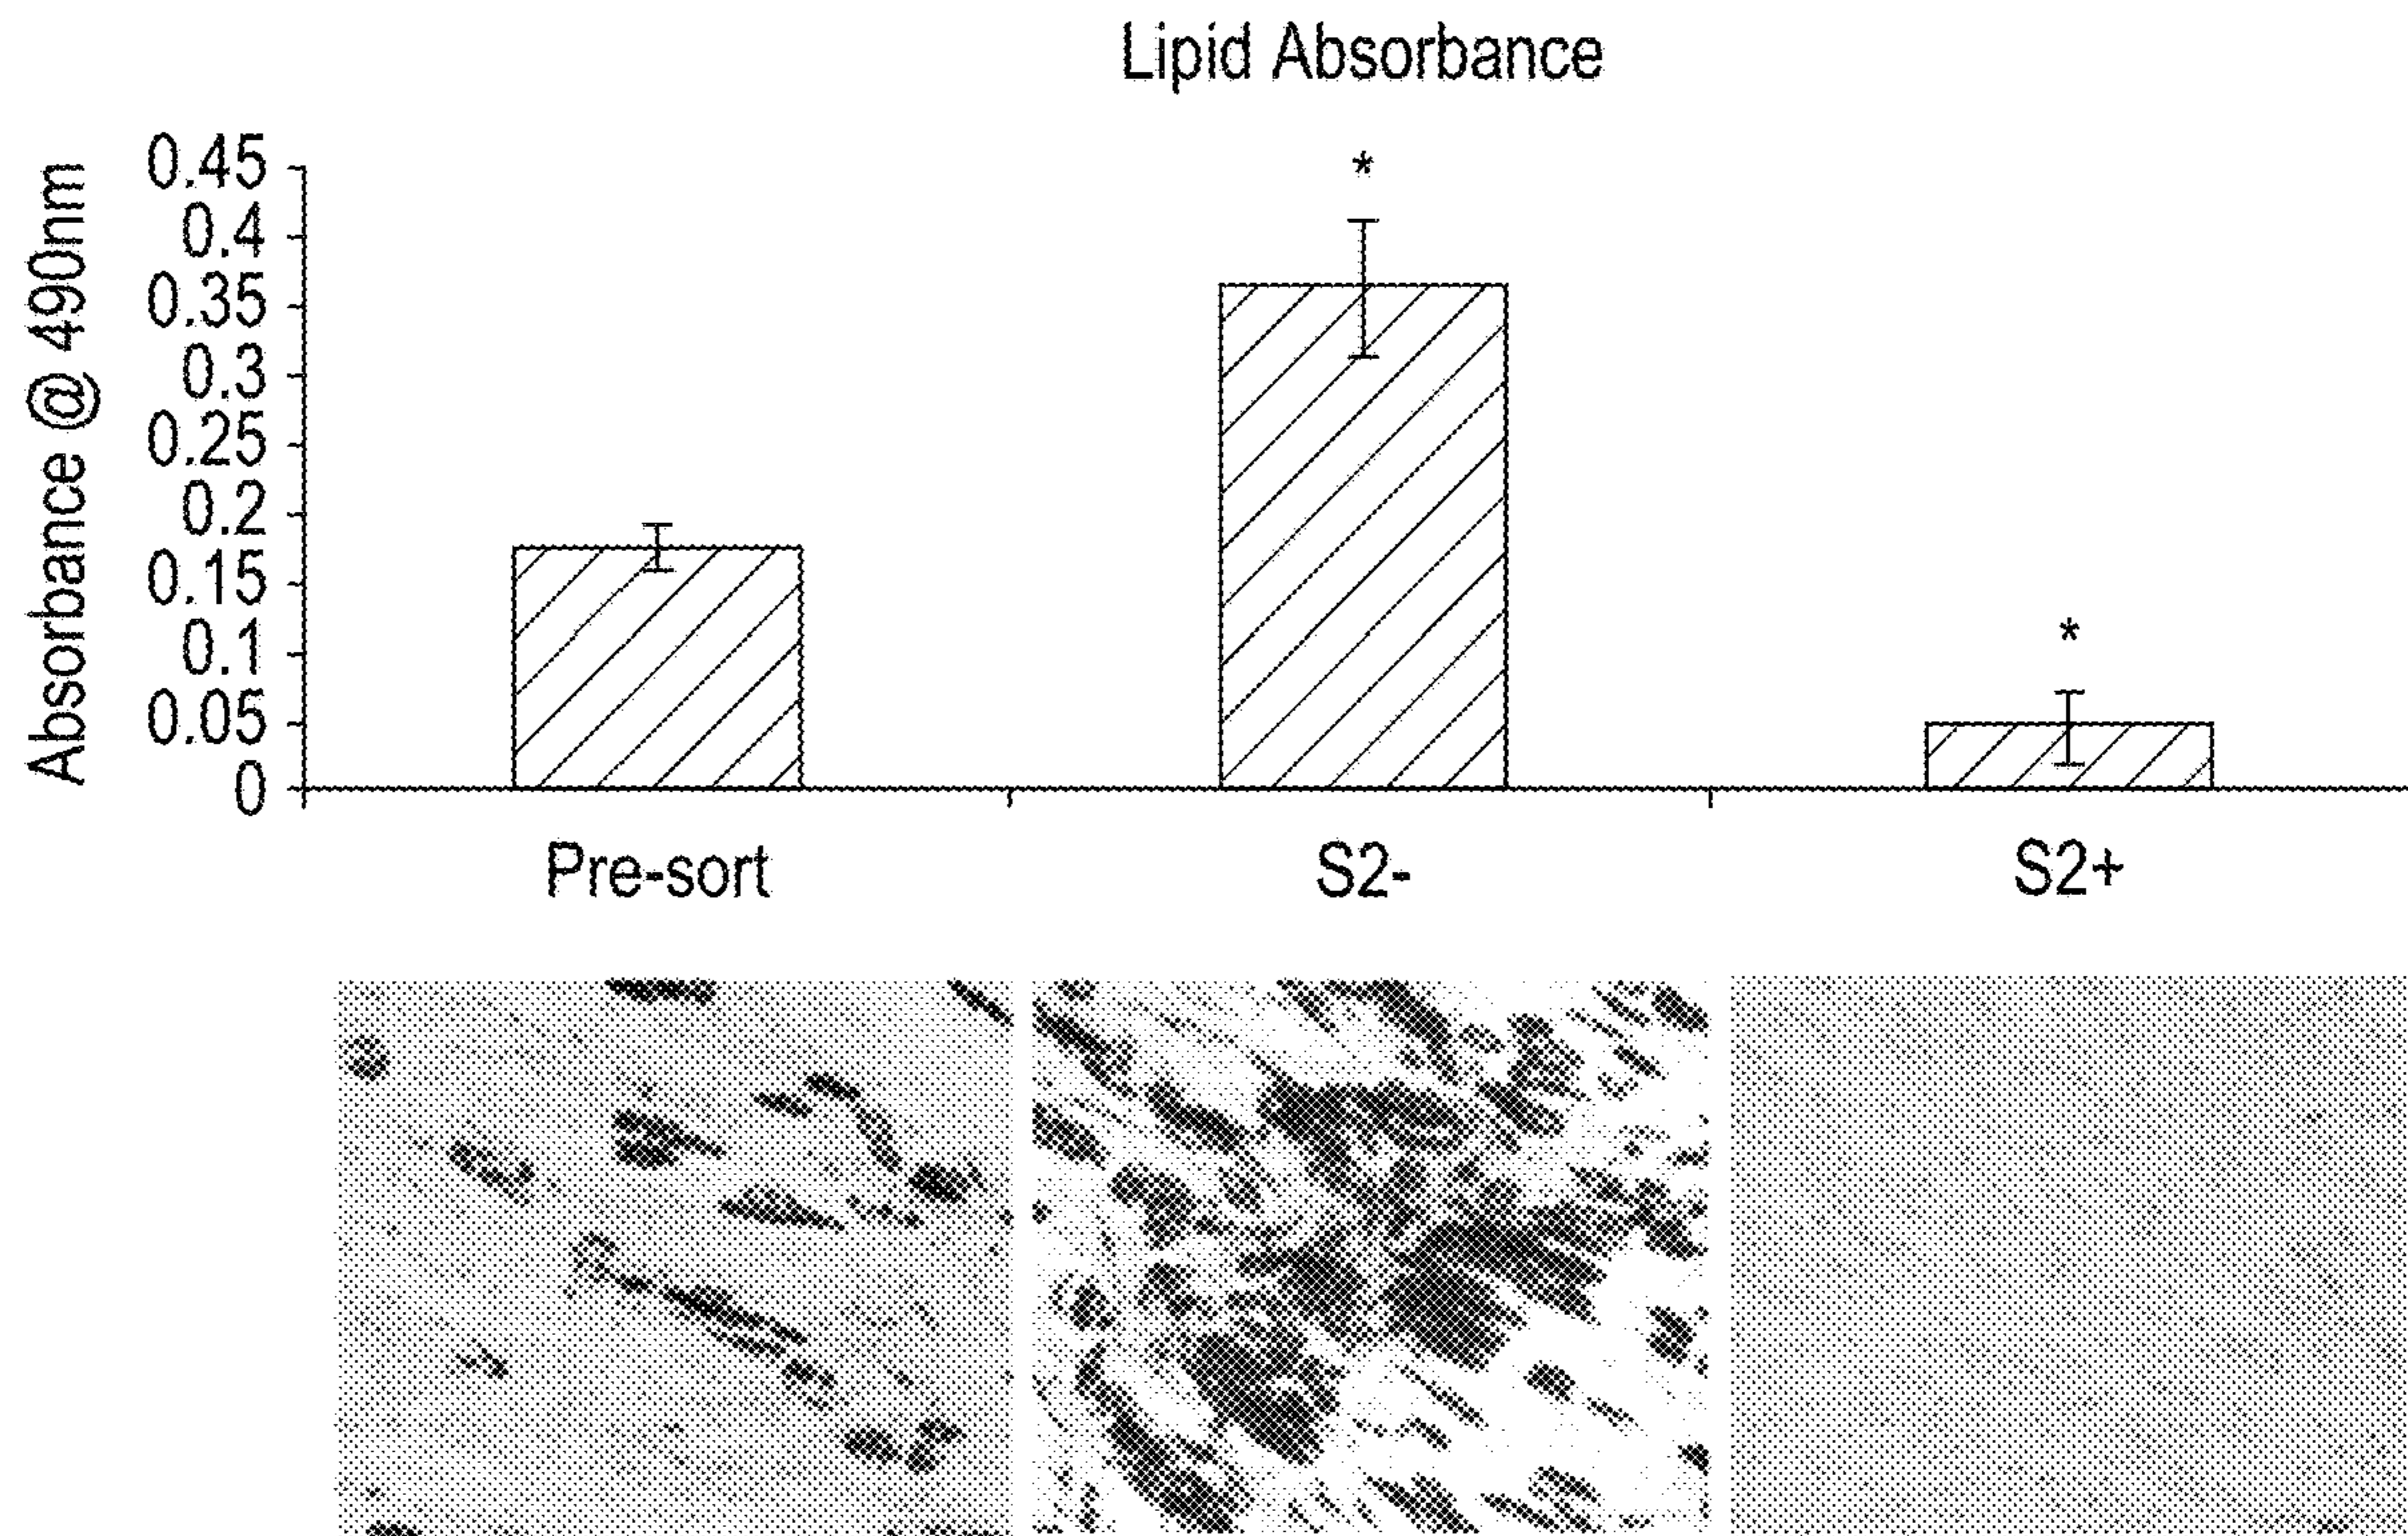 Lipid Absorbance
Absorbance @ 490nm
0.45
0.4
0.35
0.3
0.25
0.2
0.15
0.1
0.05
0
*
*
Pre-sort
S2-
S2+